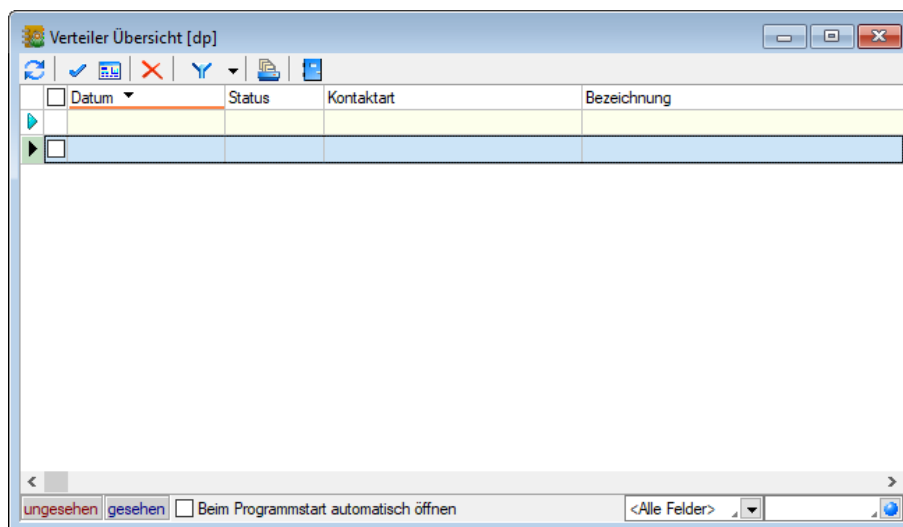 Verteiler Übersicht [dp]
Datum Status Kontaktart Bezeichnung
ungesehen gesehen Beim Programmstart automatisch öffnen <Alle Felder>